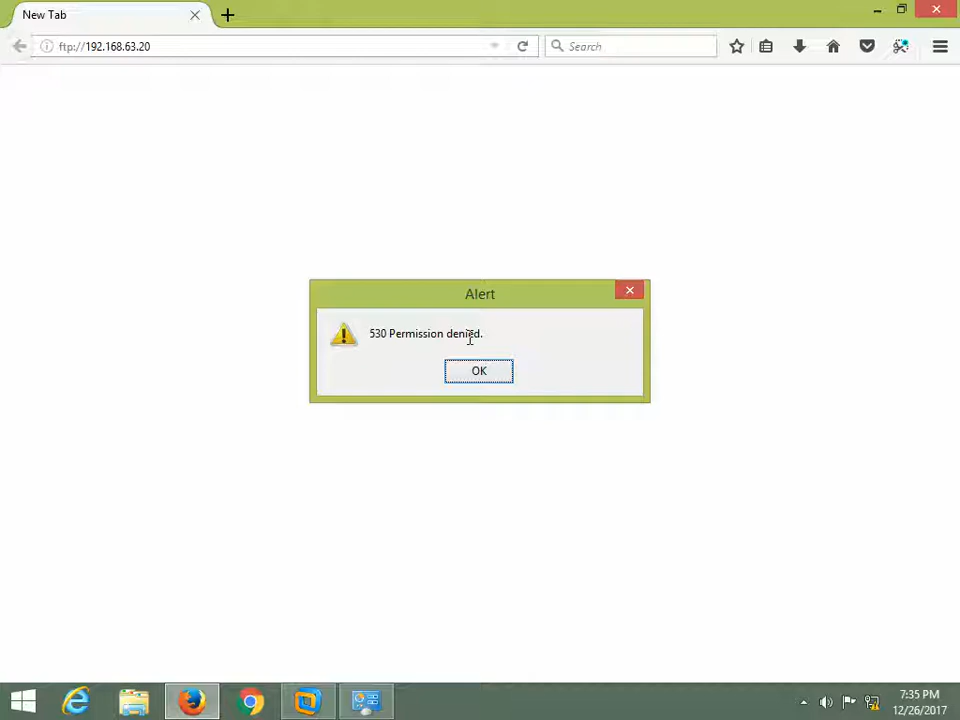 New Tab
ftp://192.168.63.20
Search
Alert
530 Permission denied.
OK
7:35 PM
12/26/2017